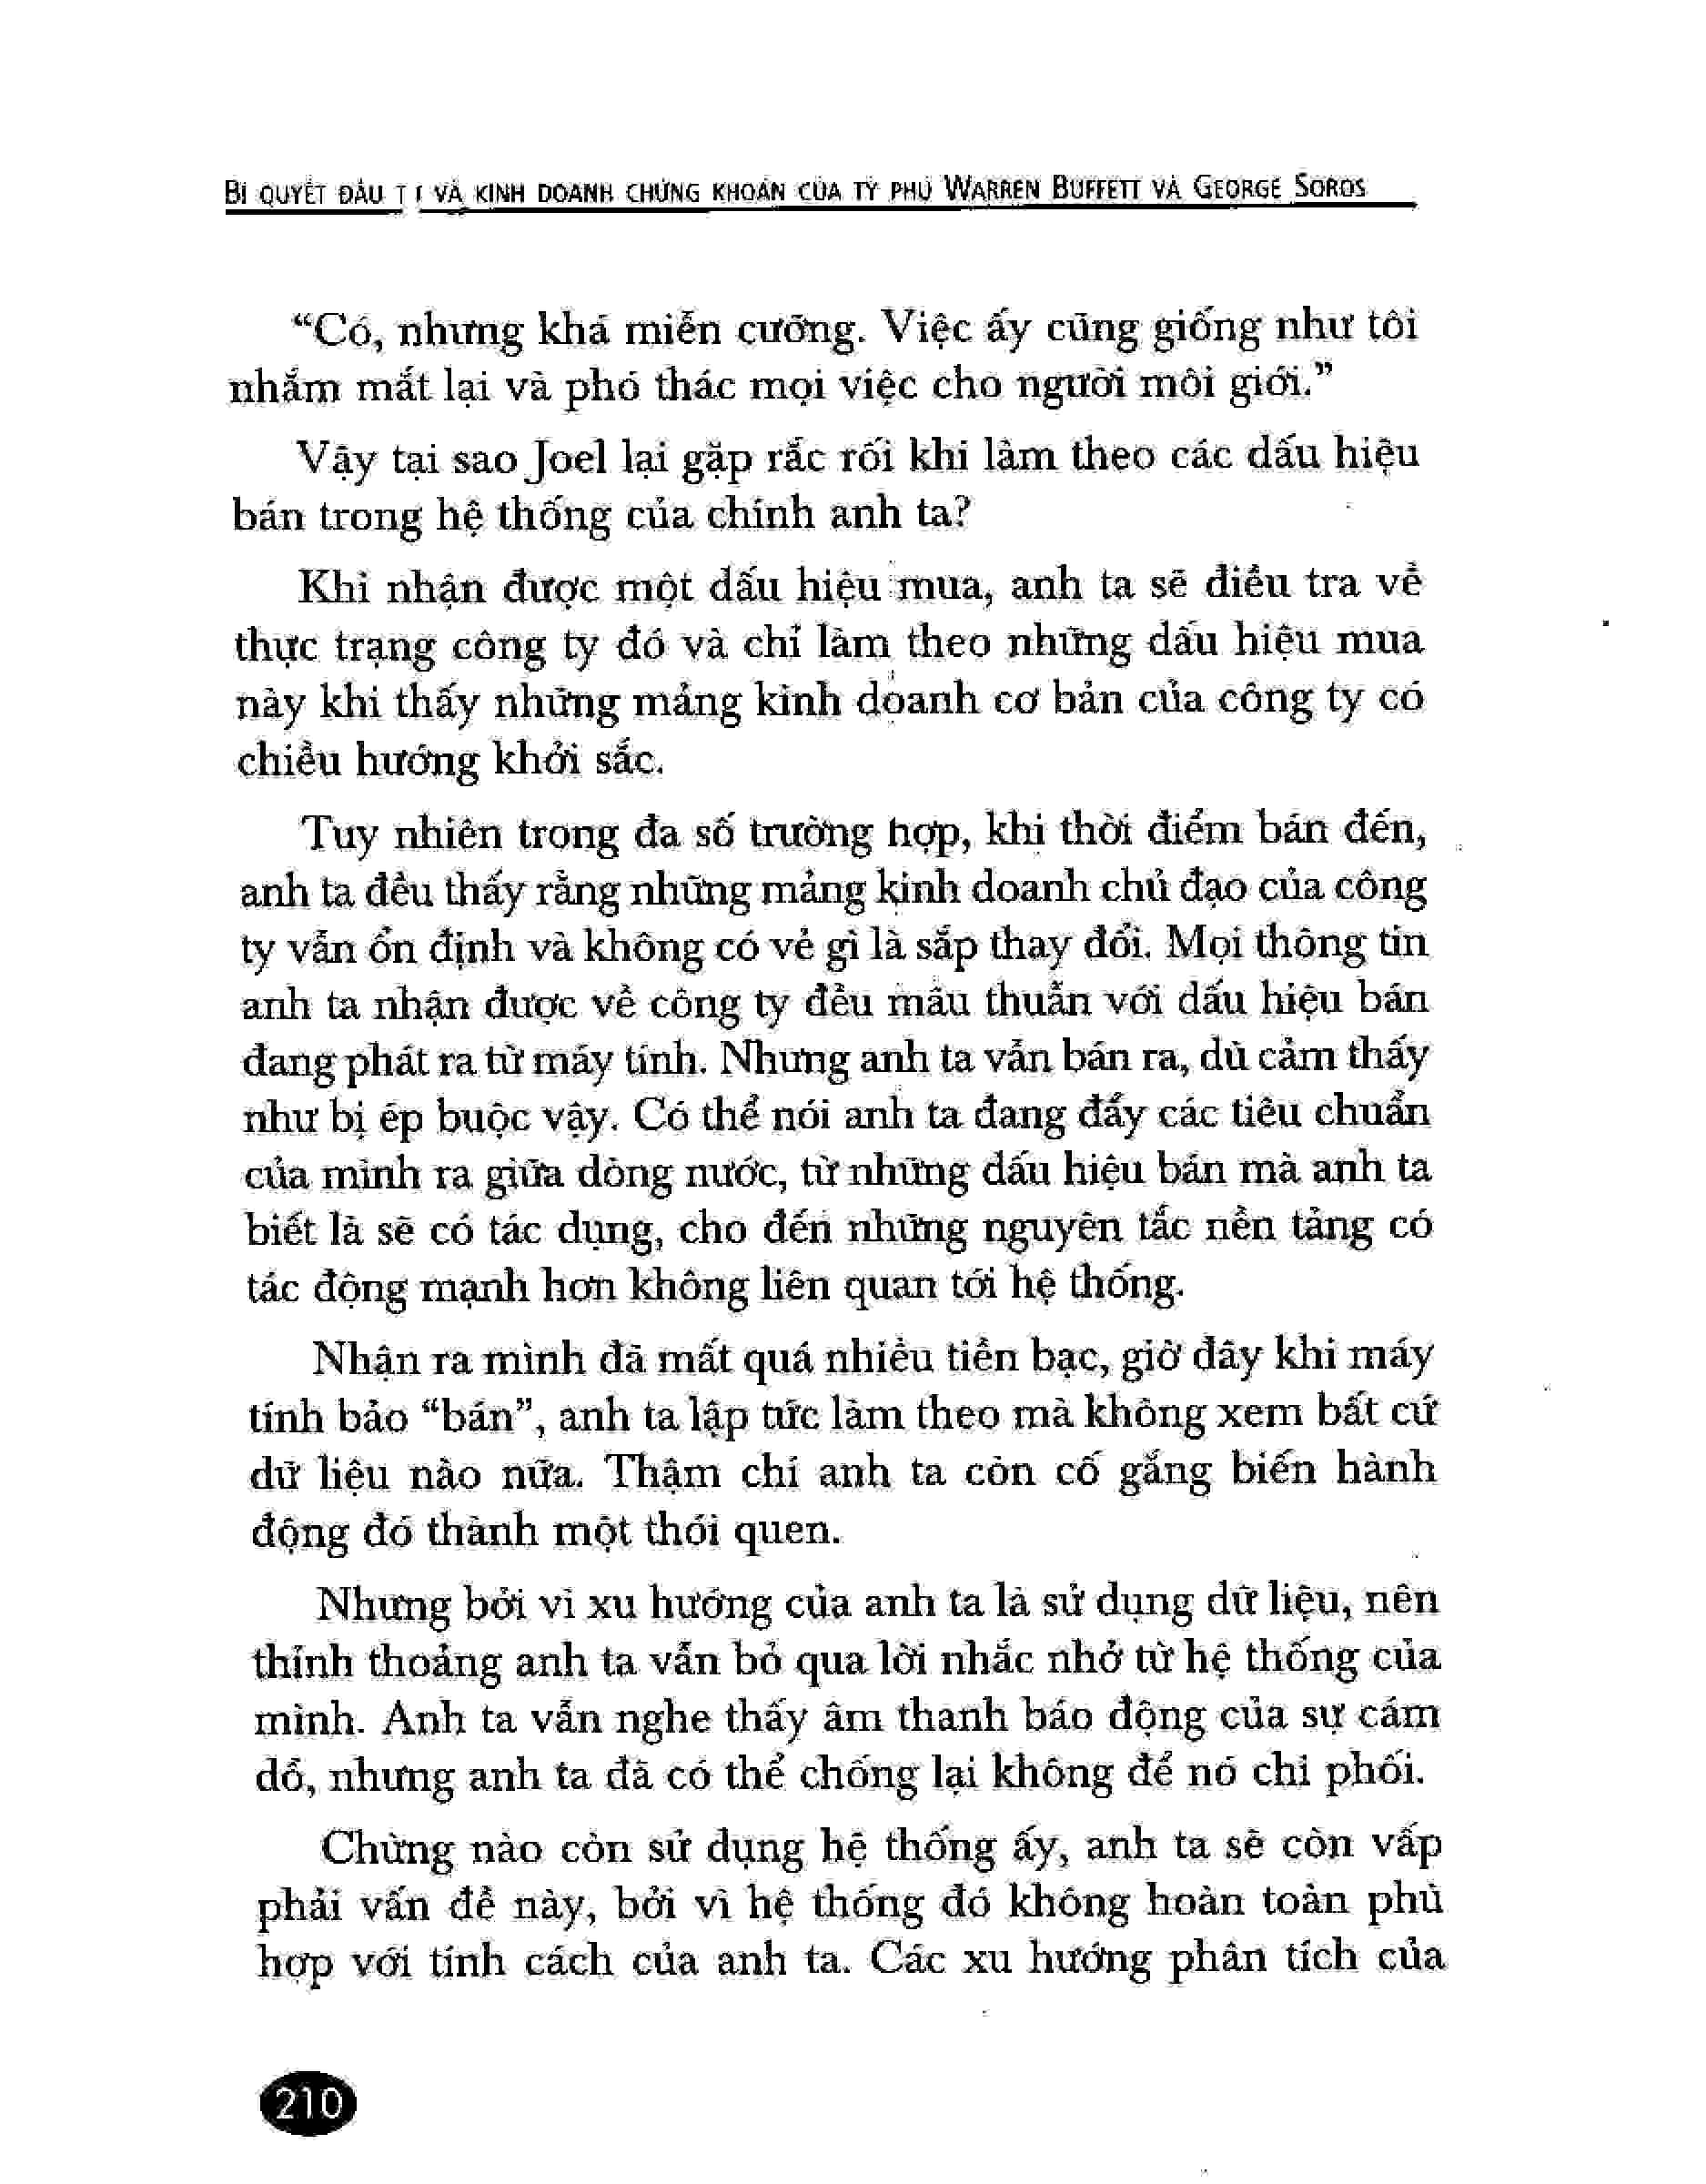 BÍ QUYẾT ĐẦU TƯ VÀ KINH DOANH CHỨNG KHOÁN CỦA TỶ PHÚ WARREN BUFFETT VÀ GEORGE SOROS
“Có, nhưng khá miễn cưỡng. Việc ấy cũng giống như tôi
nhắm mắt lại và phó thác mọi việc cho người môi giới.”
Vậy tại sao Joel lại gặp rắc rối khi làm theo các dấu hiệu
bán trong hệ thống của chính anh ta?
Khi nhận được một dấu hiệu mua, anh ta sẽ điều tra về
thực trạng công ty đó và chỉ làm theo những dấu hiệu mua
này khi thấy những mảng kinh doanh cơ bản của công ty có
chiều hướng khởi sắc.
Tuy nhiên trong đa số trường hợp, khi thời điểm bán đến,
anh ta đều thấy rằng những mảng kinh doanh chủ đạo của công
ty vẫn ổn định và không có vẻ gì là sắp thay đổi. Mọi thông tin
anh ta nhận được về công ty đều mâu thuẫn với dấu hiệu bán
đang phát ra từ máy tính. Nhưng anh ta vẫn bán ra, dù cảm thấy
như bị ép buộc vậy. Có thể nói anh ta đang đẩy các tiêu chuẩn
của mình ra giữa dòng nước, từ những dấu hiệu bán mà anh ta
biết là sẽ có tác dụng, cho đến những nguyên tắc nền tảng có
tác động mạnh hơn không liên quan tới hệ thống.
Nhận ra mình đã mất quá nhiều tiền bạc, giờ đây khi máy
tính bảo “bán”, anh ta lập tức làm theo mà không xem bất cứ
dữ liệu nào nữa. Thậm chí anh ta còn cố gắng biến hành
động đó thành một thói quen.
Nhưng bởi vì xu hướng của anh ta là sử dụng dữ liệu, nên
thỉnh thoảng anh ta vẫn bỏ qua lời nhắc nhở từ hệ thống của
mình. Anh ta vẫn nghe thấy âm thanh báo động của sự cám
dỗ, nhưng anh ta đã có thể chống lại không để nó chi phối.
Chừng nào còn sử dụng hệ thống ấy, anh ta sẽ còn vấp
phải vấn đề này, bởi vì hệ thống đó không hoàn toàn phù
hợp với tính cách của anh ta. Các xu hướng phân tích của
210